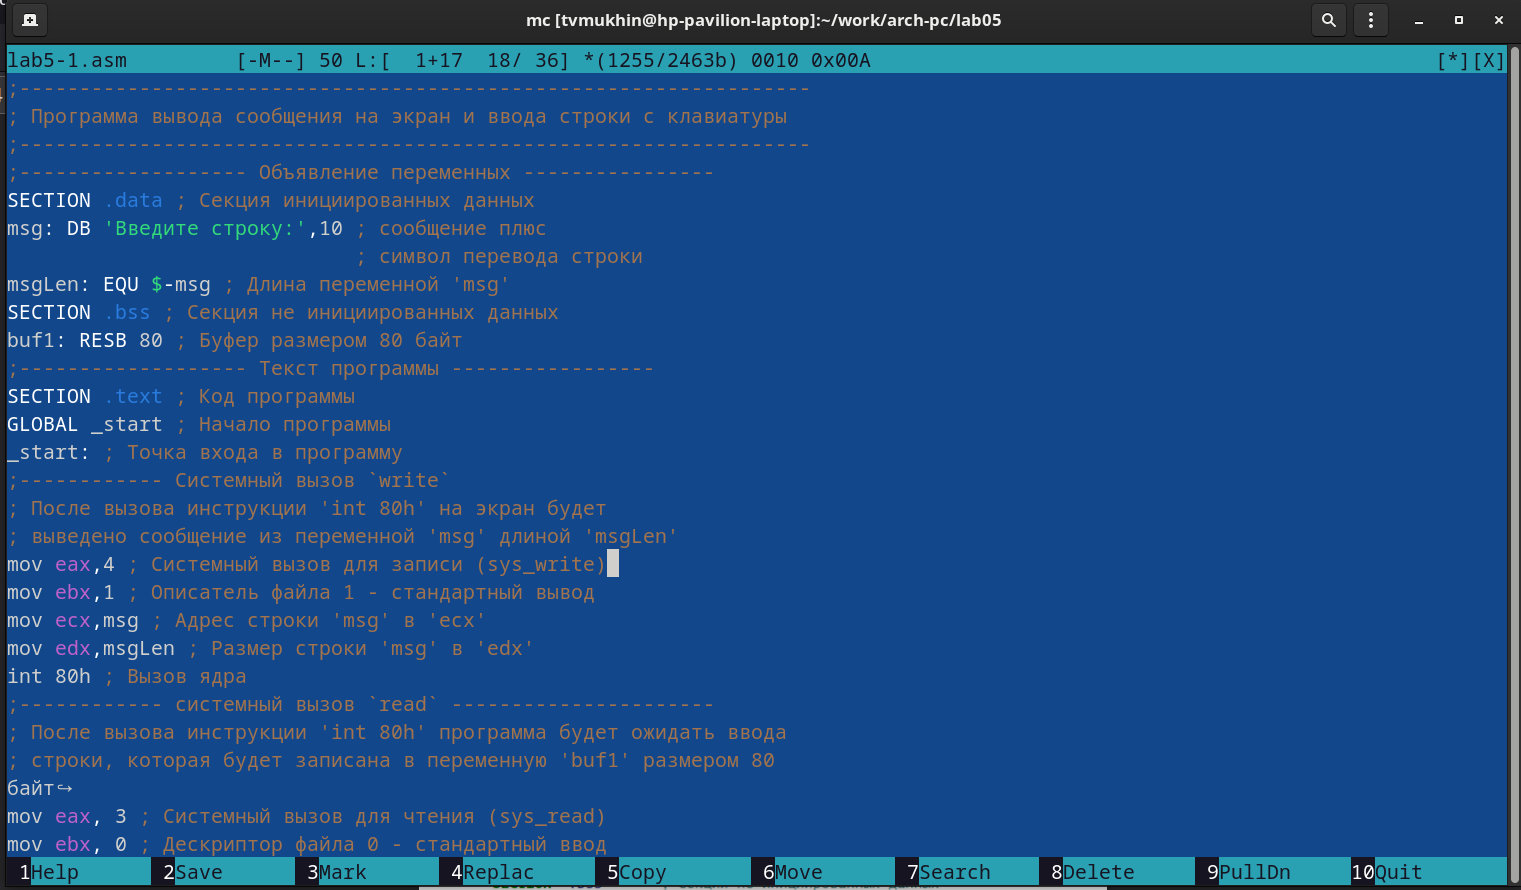 mc [tvmukhin@hp-pavilion-laptop]:~/work/arch-pc/lab05
lab5-1.asm [-M--] 50 L:[ 1+17 18/ 36] *(1255/2463b) 0010 0x00A [*][X]
;------------------------------------------------------------------
; Программа вывода сообщения на экран и ввода строки с клавиатуры
;------------------------------------------------------------------
;------------------- Объявление переменных ----------------
SECTION .data ; Секция инициированных данных
msg: DB 'Введите строку:',10 ; сообщение плюс
; символ перевода строки
msgLen: EQU $-msg ; Длина переменной 'msg'
SECTION .bss ; Секция не инициированных данных
buf1: RESB 80 ; Буфер размером 80 байт
;------------------- Текст программы -----------------
SECTION .text ; Код программы
GLOBAL _start ; Начало программы
_start: ; Точка входа в программу
;------------ Системный вызов `write`
; После вызова инструкции 'int 80h' на экран будет
; выведено сообщение из переменной 'msg' длиной 'msgLen'
mov eax,4 ; Системный вызов для записи (sys_write)
mov ebx,1 ; Описатель файла 1 - стандартный вывод
mov ecx,msg ; Адрес строки 'msg' в 'ecx'
mov edx,msgLen ; Размер строки 'msg' в 'edx'
int 80h ; Вызов ядра
;------------ системный вызов `read` ----------------------
; После вызова инструкции 'int 80h' программа будет ожидать ввода
; строки, которая будет записана в переменную 'buf1' размером 80
байт↪
mov eax, 3 ; Системный вызов для чтения (sys_read)
mov ebx, 0 ; Дескриптор файла 0 - стандартный ввод
1Help 2Save 3Mark 4Replac 5Copy 6Move 7Search 8Delete 9PullDn 10Quit